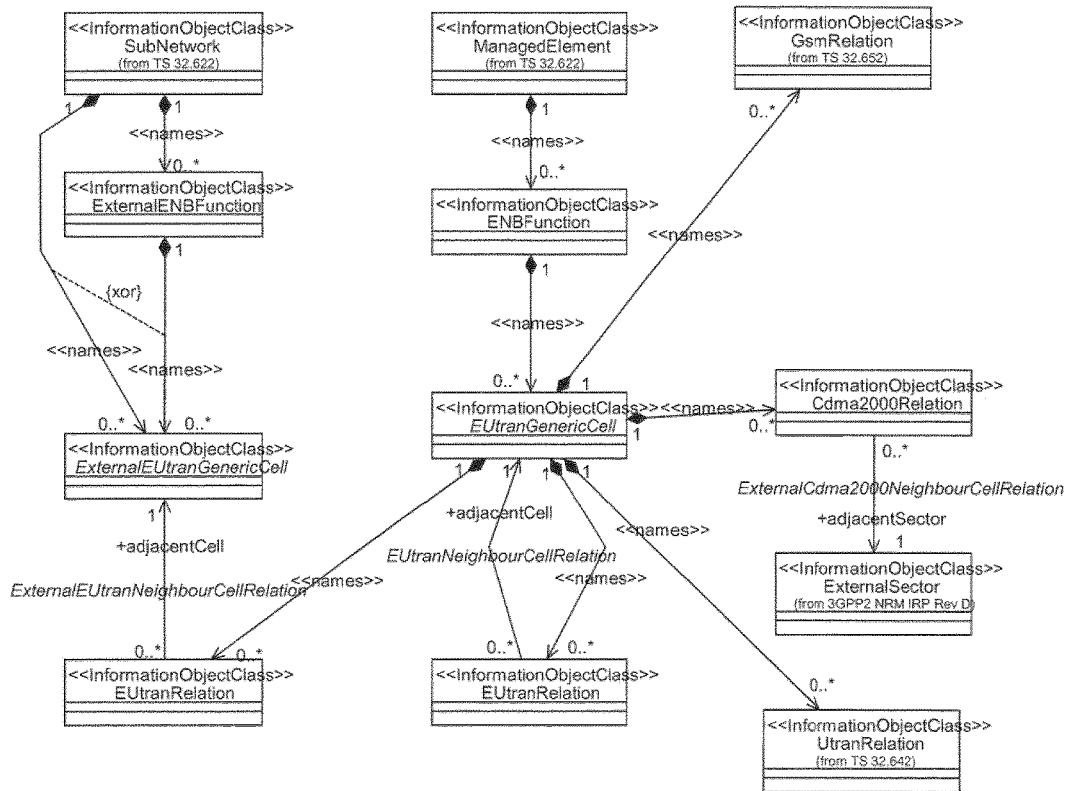 <<InformationObjectClass>>
SubNetwork
(from TS 32.622)
<<InformationObjectClass>>
ManagedElement
(from TS 32.622)
<<InformationObjectClass>>
GsmRelation
(from TS 32.652)
1
1
<<names>>
0..*
1
<<names>>
0..*
0..*
<<InformationObjectClass>>
ExternalENBFunction
<<InformationObjectClass>>
ENBFunction
<<names>>
1
1
{xor}
<<names>>
<<names>>
<<names>>
0..*
0..*
0..*
1
<<InformationObjectClass>>
ExternalEUtranGenericCell
<<InformationObjectClass>>
EUtranGenericCell
<<names>>
1
0..*
<<InformationObjectClass>>
Cdma2000Relation
0..*
ExternalCdma2000NeighbourCellRelation
+adjacentSector
1
<<InformationObjectClass>>
ExternalSector
(from 3GPP2 NRM IRP Rev D)
1
+adjacentCell
ExternalEUtranNeighbourCellRelation
0..*
1
<<names>>
0..*
1
+adjacentCell
EUtranNeighbourCellRelation
0..*
1
<<names>>
0..*
1
<<names>>
0..*
<<InformationObjectClass>>
EUtranRelation
<<InformationObjectClass>>
EUtranRelation
<<InformationObjectClass>>
UtranRelation
(from TS 32.642)